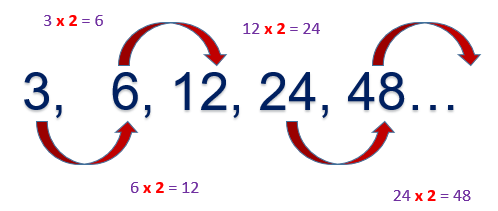 3 x 2 = 6
12 x 2 = 24
3, 6, 12, 24, 48...
6 x 2 = 12
24 x 2 = 48